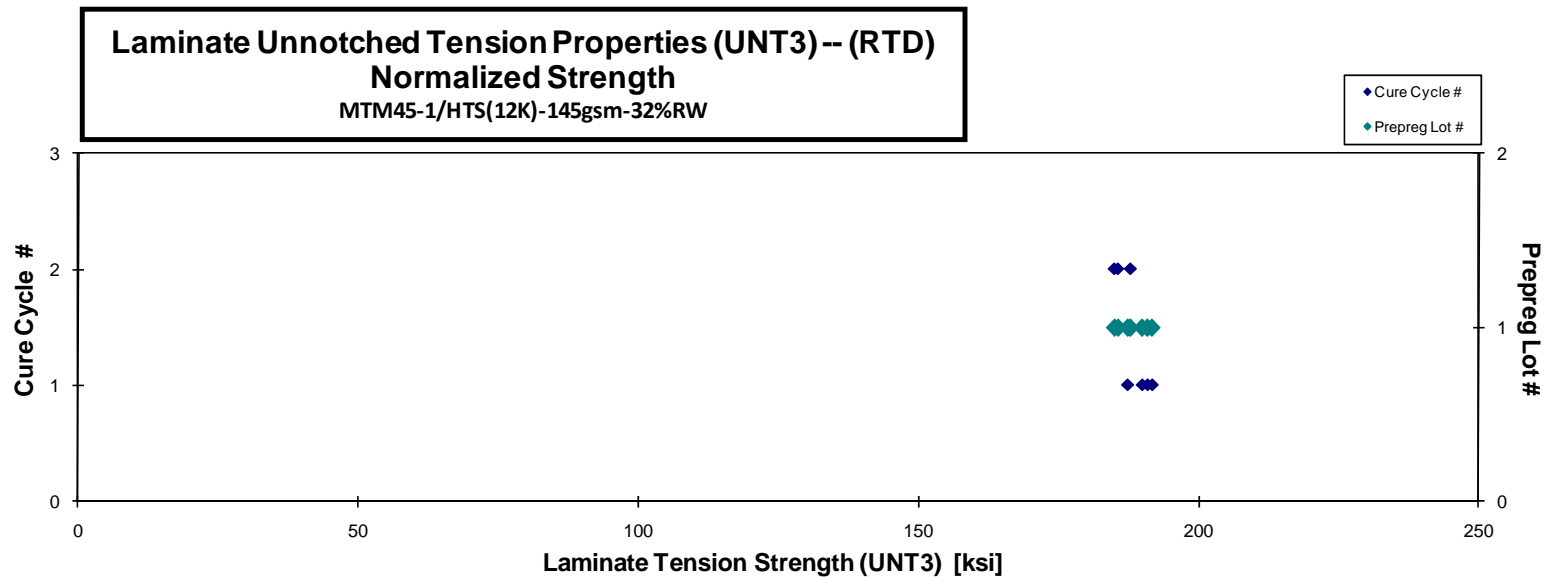 Laminate Unnotched Tension Properties (UNT3) -- (RTD)
Normalized Strength
MTM45-1/HTS(12K)-145gsm-32%RW
Cure Cycle #
Prepreg Lot #
3
2
1
0
Cure Cycle #
2
1
0
Prepreg Lot #
0
50
100
150
200
250
Laminate Tension Strength (UNT3) [ksi]